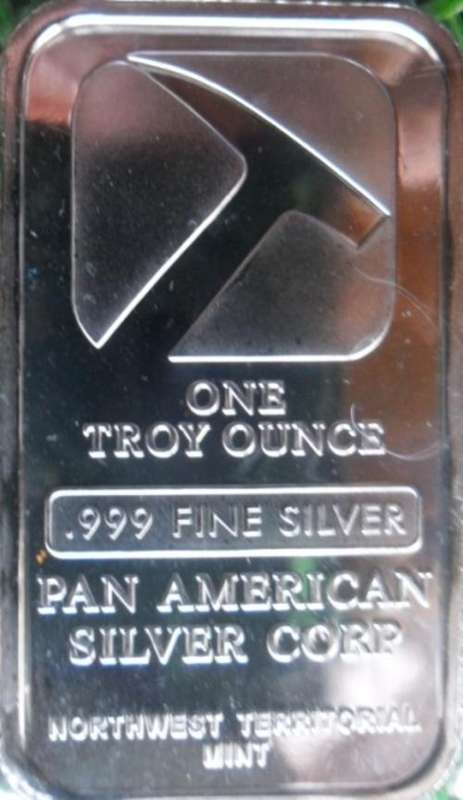 ONE
TROY OUNCE
.999 FINE SILVER
PAN AMERICAN
SILVER CORP
NORTHWEST TERRITORIAL
MINT